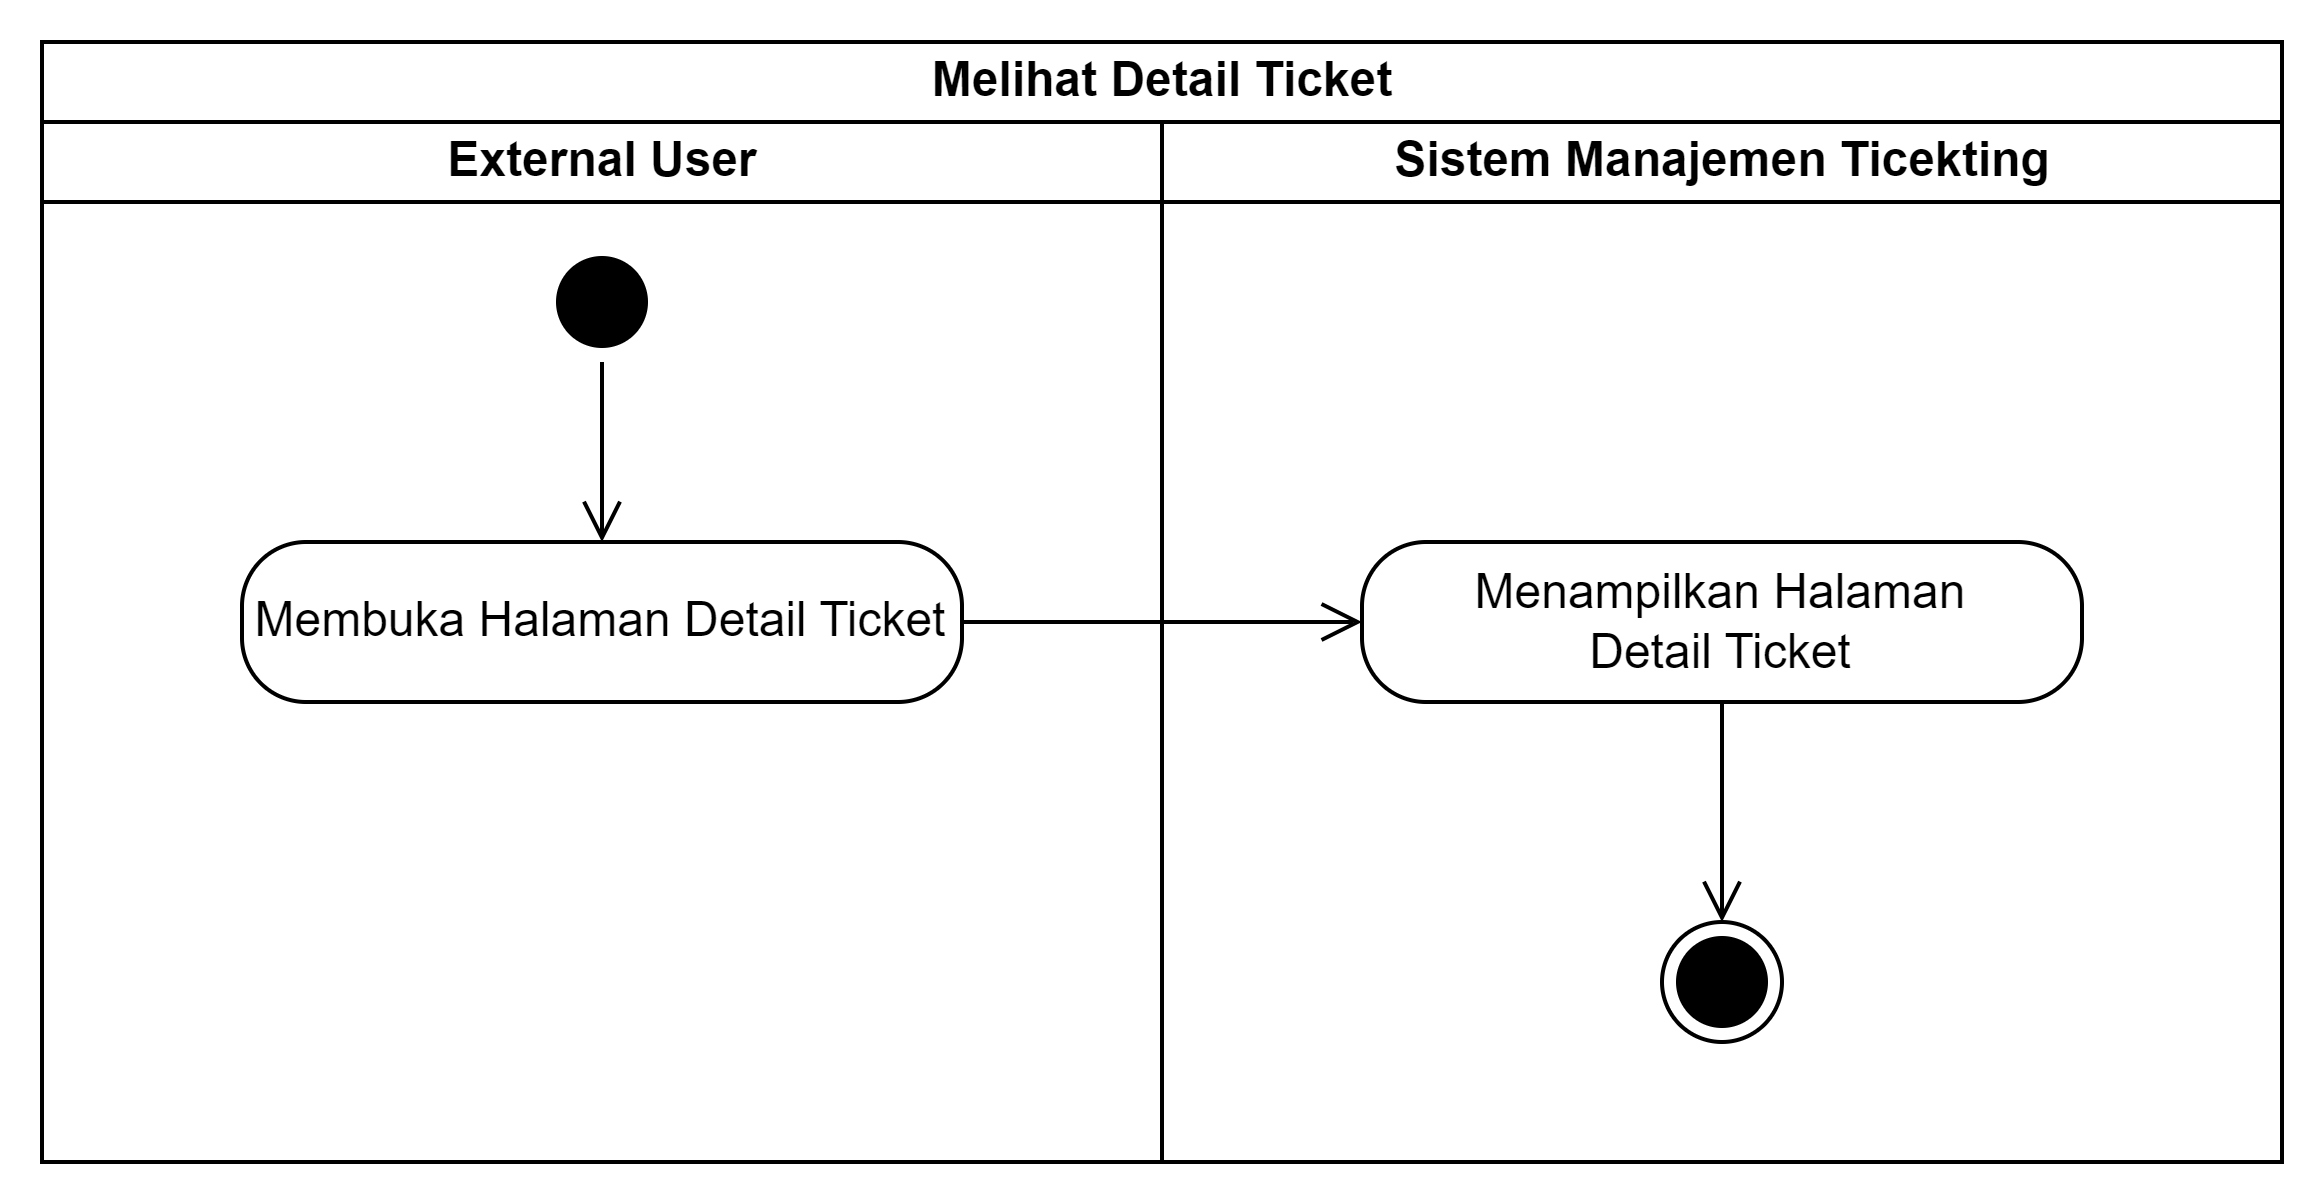 Melihat Detail Ticket
External User
Sistem Manajemen Ticekting
Membuka Halaman Detail Ticket
Menampilkan Halaman
Detail Ticket